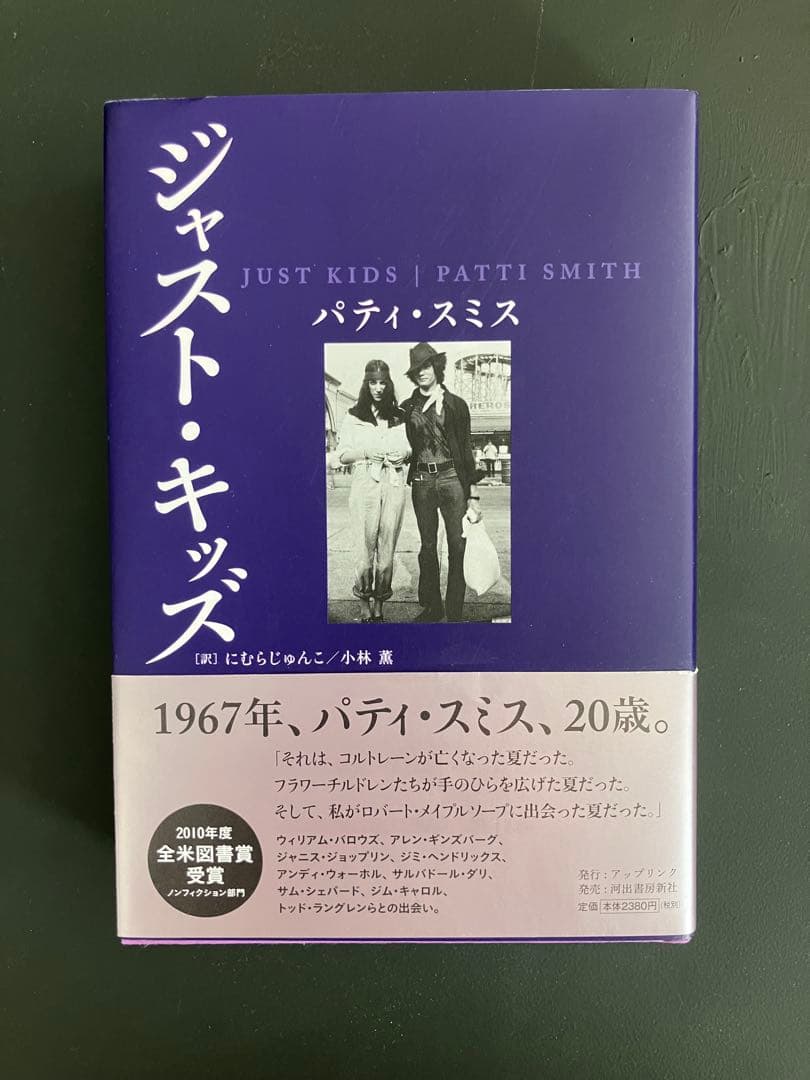 ジャスト・キッズ
JUST KIDS | PATTI SMITH
パティ・スミス
HEROS
[訳] にむらじゅんこ／小林 薫
1967年、パティ・スミス、20歳。
「それは、コルトレーンが亡くなった夏だった。
フラワーチルドレンたちが手のひらを広げた夏だった。
そして、私がロバート・メイプルソープに出会った夏だった。」
2010年度
全米図書賞
受賞
ノンフィクション部門
ウィリアム・バロウズ、アレン・ギンズバーグ、
ジャニス・ジョップリン、ジミ・ヘンドリックス、
アンディ・ウォーホル、サルバドール・ダリ、
サム・シェパード、ジム・キャロル、
トッド・ラングレンらとの出会い。
発行：アップリンク
発売：河出書房新社
定価 本体2380円 (税別)